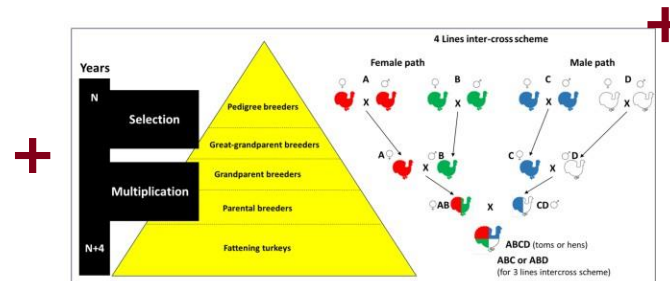 4 Lines inter-cross scheme
Years
N
Selection
Multiplication
N+4
Pedigree breeders
Great-grandparent breeders
Grandparent breeders
Parental breeders
Fattening turkeys
Female path
Male path
♀ A ♂ ♀ B ♂ ♀ C ♂ ♀ D ♂
X X X X
A♀ X ♂B C♀ X ♂D
♀AB X CD♂
ABCD (toms or hens)
ABC or ABD
(for 3 lines intercross scheme)